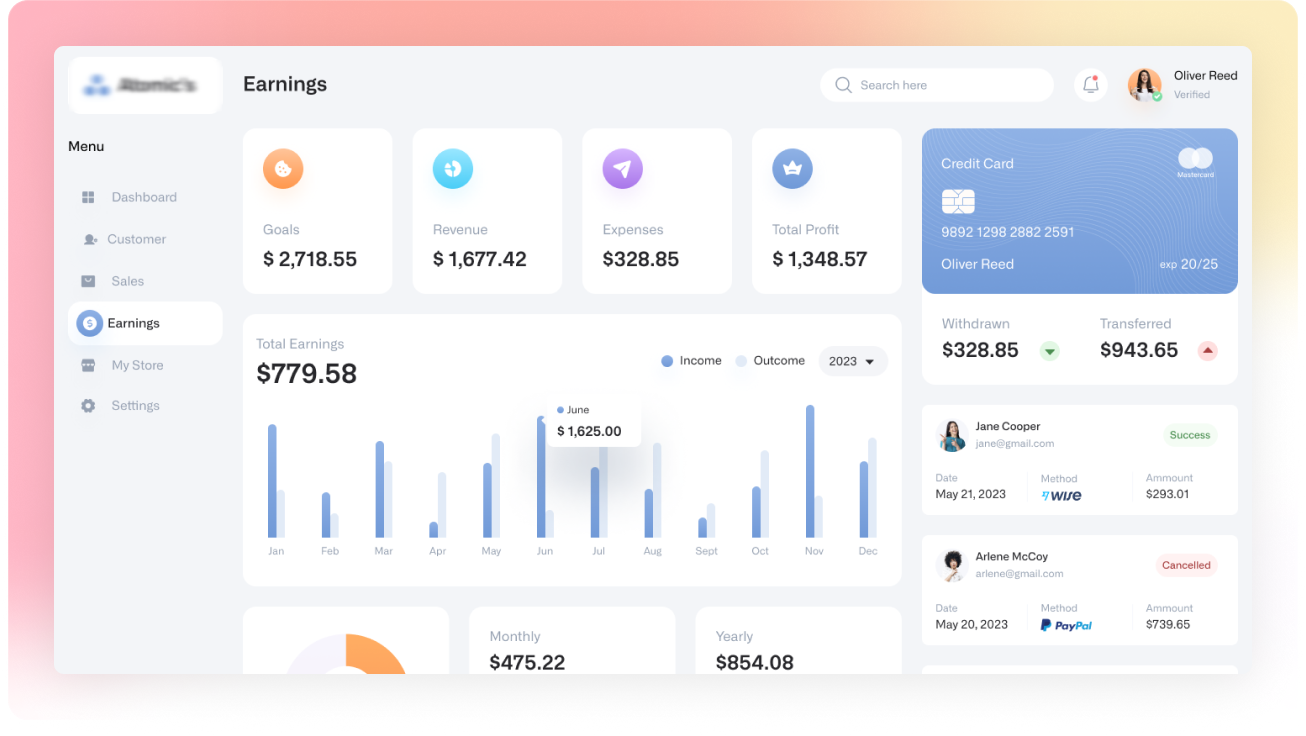 Earnings
Search here
Oliver Reed
Verified
Menu
Dashboard
Customer
Sales
Earnings
My Store
Settings
Goals
$ 2,718.55
Revenue
$ 1,677.42
Expenses
$328.85
Total Profit
$ 1,348.57
Credit Card
Mastercard
9892 1298 2882 2591
Oliver Reed
exp 20/25
Withdrawn
$328.85
Transferred
$943.65
Total Earnings
$779.58
Income
Outcome
2023
June
$ 1,625.00
Jan Feb Mar Apr May Jun Jul Aug Sept Oct Nov Dec
Jane Cooper
jane@gmail.com
Success
Date
May 21, 2023
Method
wise
Ammount
$293.01
Arlene McCoy
arlene@gmail.com
Cancelled
Date
May 20, 2023
Method
PayPal
Ammount
$739.65
Monthly
$475.22
Yearly
$854.08